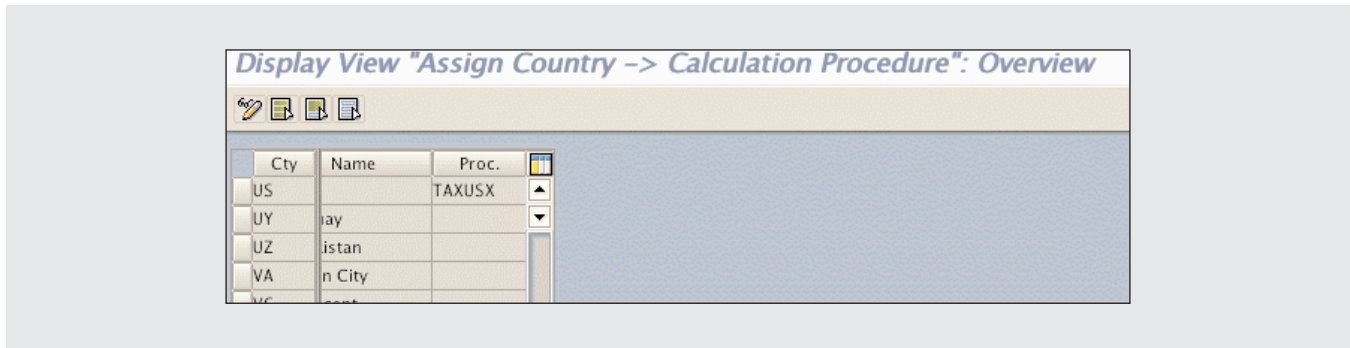 Display View "Assign Country -> Calculation Procedure": Overview
Cty Name Proc.
US TAXUSX
UY uay
UZ istan
VA n City